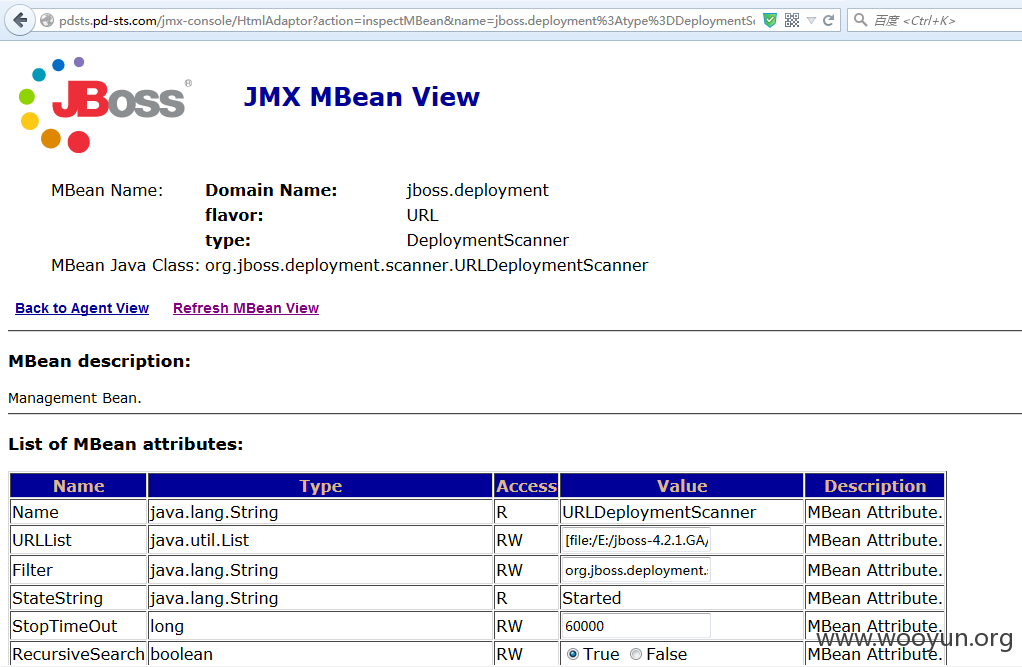 pdsts.pd-sts.com/jmx-console/HtmlAdaptor?action=inspectMBean&name=jboss.deployment%3Atype%3DDeploymentSc
百度 <Ctrl+K>
JBoss®
JMX MBean View
MBean Name: Domain Name: jboss.deployment
flavor: URL
type: DeploymentScanner
MBean Java Class: org.jboss.deployment.scanner.URLDeploymentScanner
Back to Agent View Refresh MBean View
MBean description:
Management Bean.
List of MBean attributes:
Name Type Access Value Description
Name java.lang.String R URLDeploymentScanner MBean Attribute.
URLList java.util.List RW [file:/E:/jboss-4.2.1.GA/ MBean Attribute.
Filter java.lang.String RW org.jboss.deployment. MBean Attribute.
StateString java.lang.String R Started MBean Attribute.
StopTimeOut long RW 60000 MBean Attribute.
RecursiveSearch boolean RW True False MBean Attribute.
www.wooyun.org